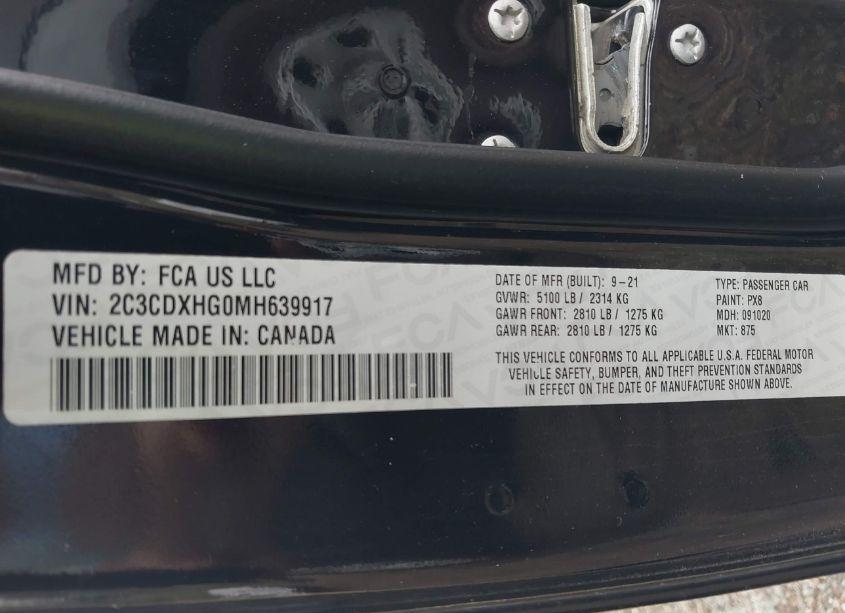 MFD BY: FCA US LLC
VIN: 2C3CDXHG0MH639917
VEHICLE MADE IN: CANADA
DATE OF MFR (BUILT): 9-21
GVWR: 5100 LB / 2314 KG
GAWR FRONT: 2810 LB / 1275 KG
GAWR REAR: 2810 LB / 1275 KG
TYPE: PASSENGER CAR
PAINT: PX8
MDH: 091020
MKT: 875
THIS VEHICLE CONFORMS TO ALL APPLICABLE U.S.A. FEDERAL MOTOR
VEHICLE SAFETY, BUMPER, AND THEFT PREVENTION STANDARDS
IN EFFECT ON THE DATE OF MANUFACTURE SHOWN ABOVE.